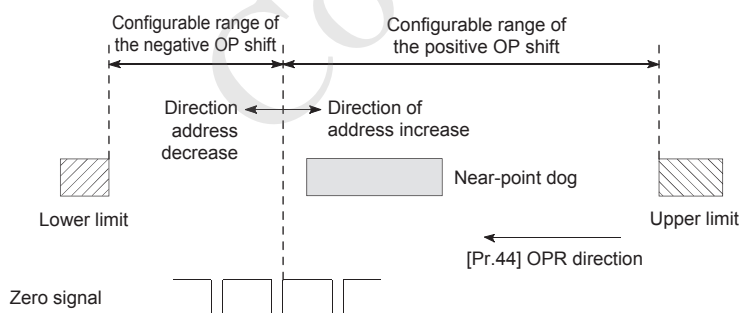 Configurable range of
the negative OP shift
Configurable range of
the positive OP shift
Direction
address
decrease
Direction of
address increase
Near-point dog
Lower limit
Upper limit
[Pr.44] OPR direction
Zero signal